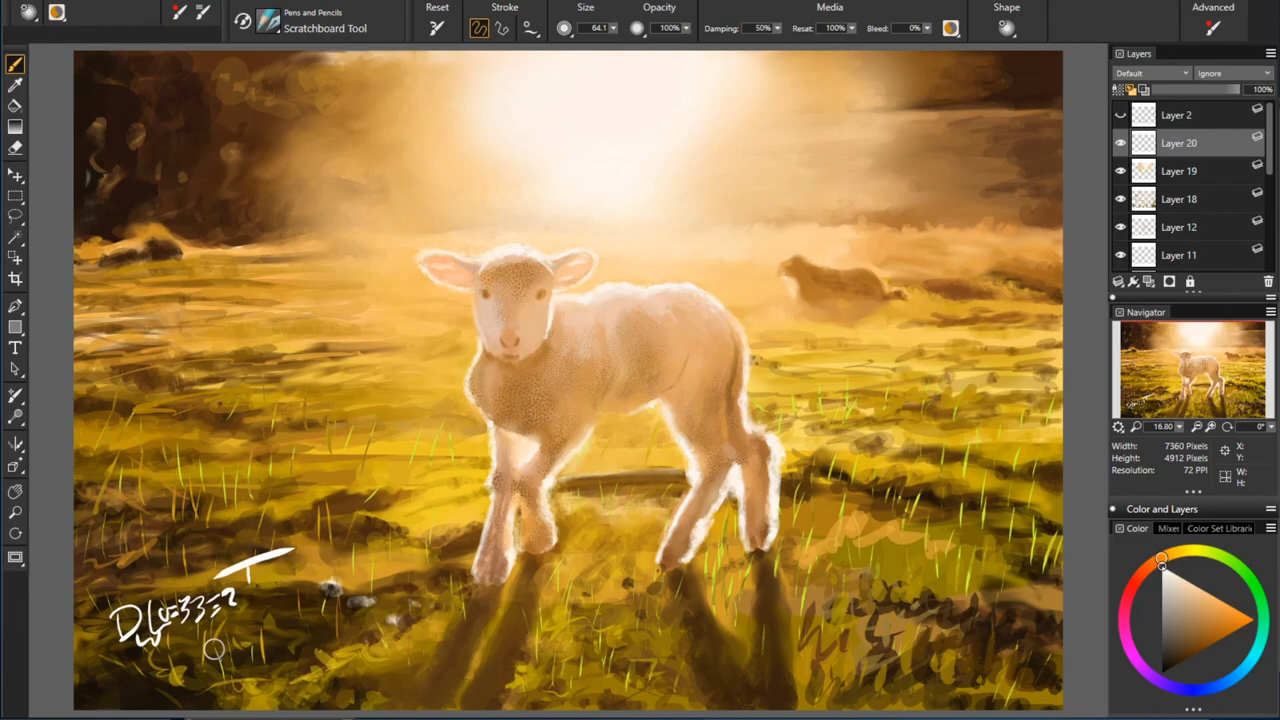 Pens and Pencils
Scratchboard Tool
Reset
Stroke
Size
64.1
Opacity
100%
Damping: 50%
Media
Reset: 100%
Bleed: 0%
Shape
Advanced
Layers
Default
Ignore
100%
Layer 2
Layer 20
Layer 19
Layer 18
Layer 12
Layer 11
Navigator
16.80
0°
Width: 7360 Pixels
Height: 4912 Pixels
Resolution: 72 PPI
X:
Y:
W:
H:
Color and Layers
Color
Mixer
Color Set Librari
T